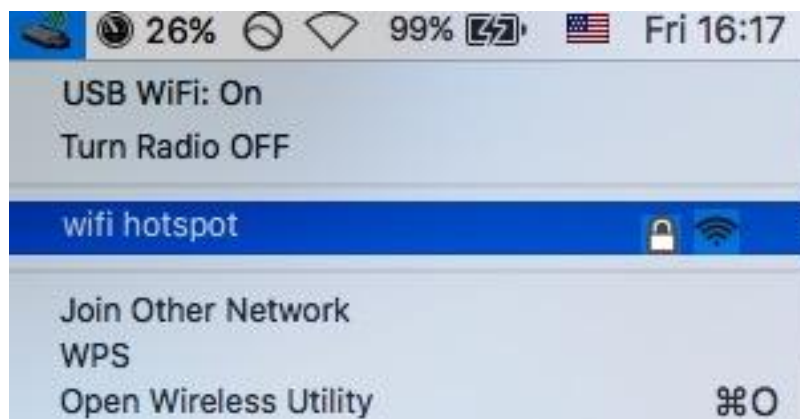 26% 99% Fri 16:17
USB WiFi: On
Turn Radio OFF
wifi hotspot
Join Other Network
WPS
Open Wireless Utility ⌘O